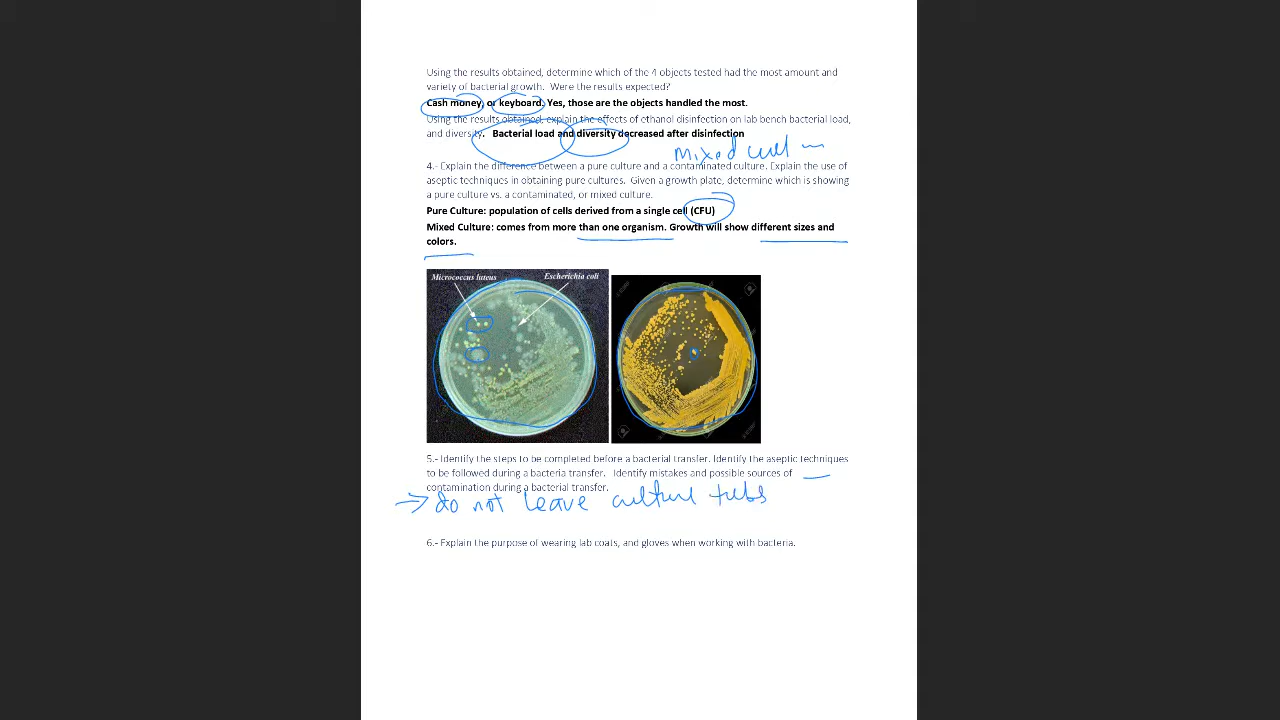 Using the results obtained, determine which of the 4 objects tested had the most amount and
variety of bacterial growth. Were the results expected?
Cash money, or keyboard. Yes, those are the objects handled the most.
Using the results obtained, explain the effects of ethanol disinfection on lab bench bacterial load,
and diversity. Bacterial load and diversity decreased after disinfection
mixed
4.- Explain the difference between a pure culture and a contaminated culture. Explain the use of
aseptic techniques in obtaining pure cultures. Given a growth plate, determine which is showing
a pure culture vs. a contaminated, or mixed culture.
Pure Culture: population of cells derived from a single cell (CFU)
Mixed Culture: comes from more than one organism. Growth will show different sizes and
colors.
Micrococcus luteus Escherichia coli
5.- Identify the steps to be completed before a bacterial transfer. Identify the aseptic techniques
to be followed during a bacteria transfer. Identify mistakes and possible sources of
contamination during a bacterial transfer.
→ do not leave culture tubs
6.- Explain the purpose of wearing lab coats, and gloves when working with bacteria.